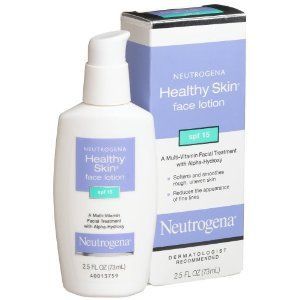 NEUTROGENA
Healthy Skin®
face lotion
spf 15
A Multi-Vitamin
Facial Treatment
with Alpha-Hydroxy
Neutrogena®
2.5 FL OZ (73mL)
40013759
NEUTROGENA
Healthy Skin®
face lotion
spf 15
A Multi-Vitamin Facial Treatment
with Alpha-Hydroxy
• Softens and smoothes
rough, uneven skin
• Reduces the appearance
of fine lines
Neutrogena®
DERMATOLOGIST
RECOMMENDED
2.5 FL OZ (73mL)